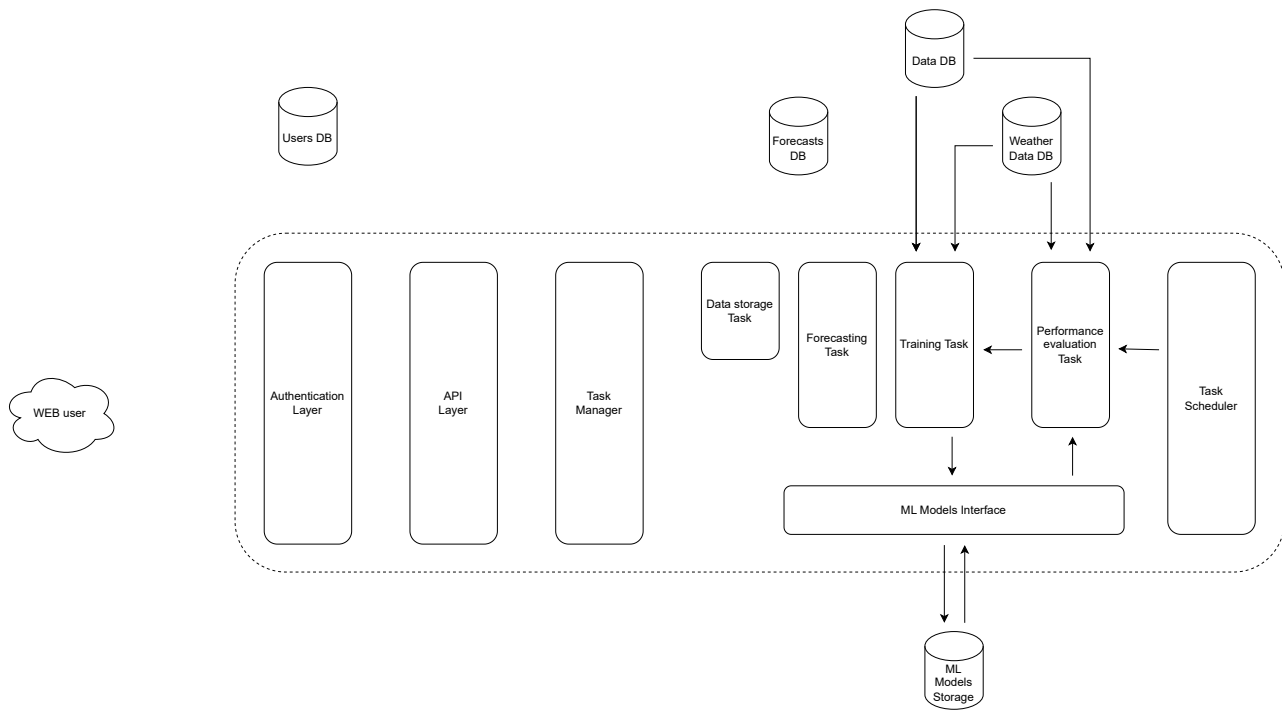 Data DB
Users DB
Forecasts
DB
Weather
Data DB
Data storage
Task
Forecasting
Task
Training Task
Performance
evaluation
Task
WEB user
Authentication
Layer
API
Layer
Task
Manager
Task
Scheduler
ML Models Interface
ML
Models
Storage